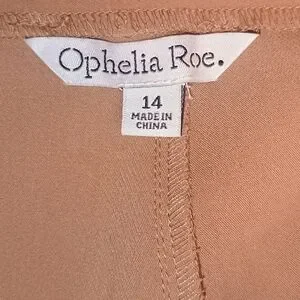 Ophelia Roe.
14
MADE IN
CHINA